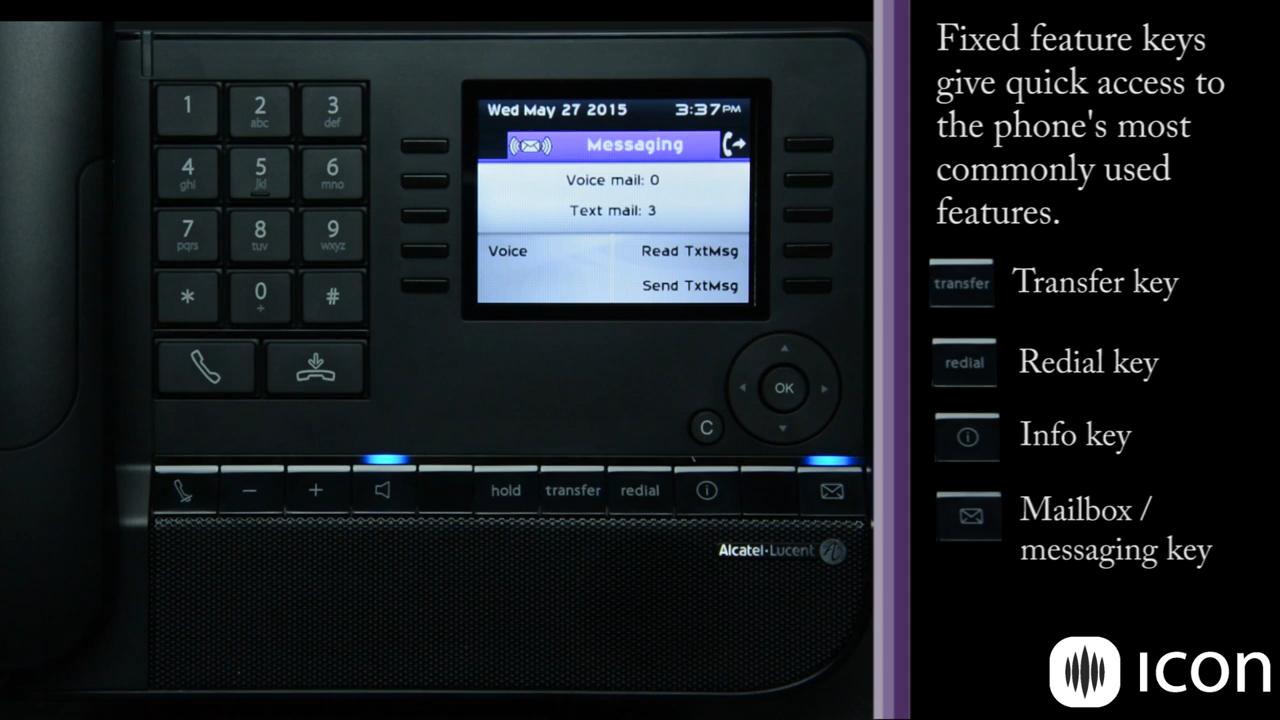 1
2
abc
3
def
4
ghi
5
jkl
6
mno
7
pqrs
8
tuv
9
wxyz
*
0
+
#
Wed May 27 2015 3:37PM
Messaging
Voice mail: 0
Text mail: 3
Voice Read TxtMsg
Send TxtMsg
OK
C
− + hold transfer redial i
Alcatel·Lucent
Fixed feature keys
give quick access to
the phone's most
commonly used
features.
transfer Transfer key
redial Redial key
i Info key
Mailbox /
messaging key
icon